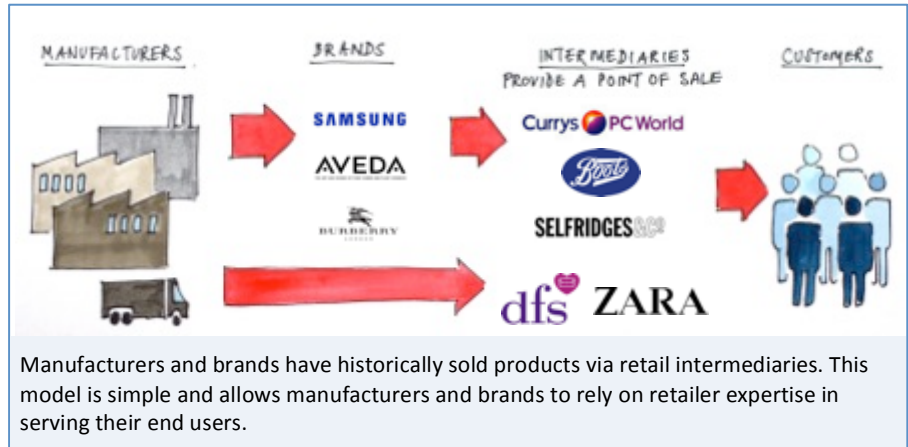 MANUFACTURERS
BRANDS
INTERMEDIARIES
PROVIDE A POINT OF SALE
CUSTOMERS
SAMSUNG
AVEDA
BURBERRY
LONDON
Currys PC World
Boots
SELFRIDGES&CO
dfs
ZARA
Manufacturers and brands have historically sold products via retail intermediaries. This
model is simple and allows manufacturers and brands to rely on retailer expertise in
serving their end users.